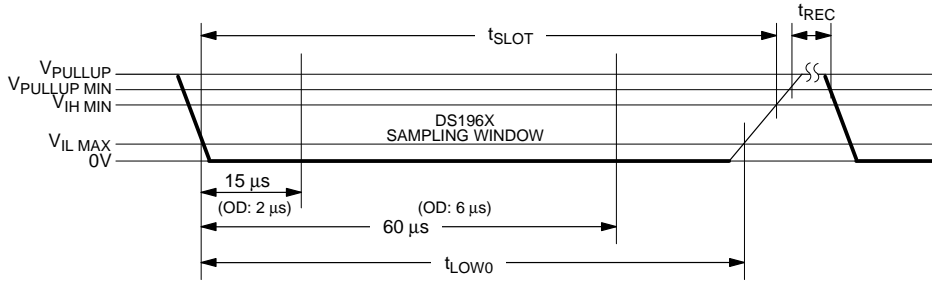 tREC
tSLOT
VPULLUP
VPULLUP MIN
VIH MIN
DS196X
SAMPLING WINDOW
VIL MAX
0V
15 µs
(OD: 2 µs)
(OD: 6 µs)
60 µs
tLOW0